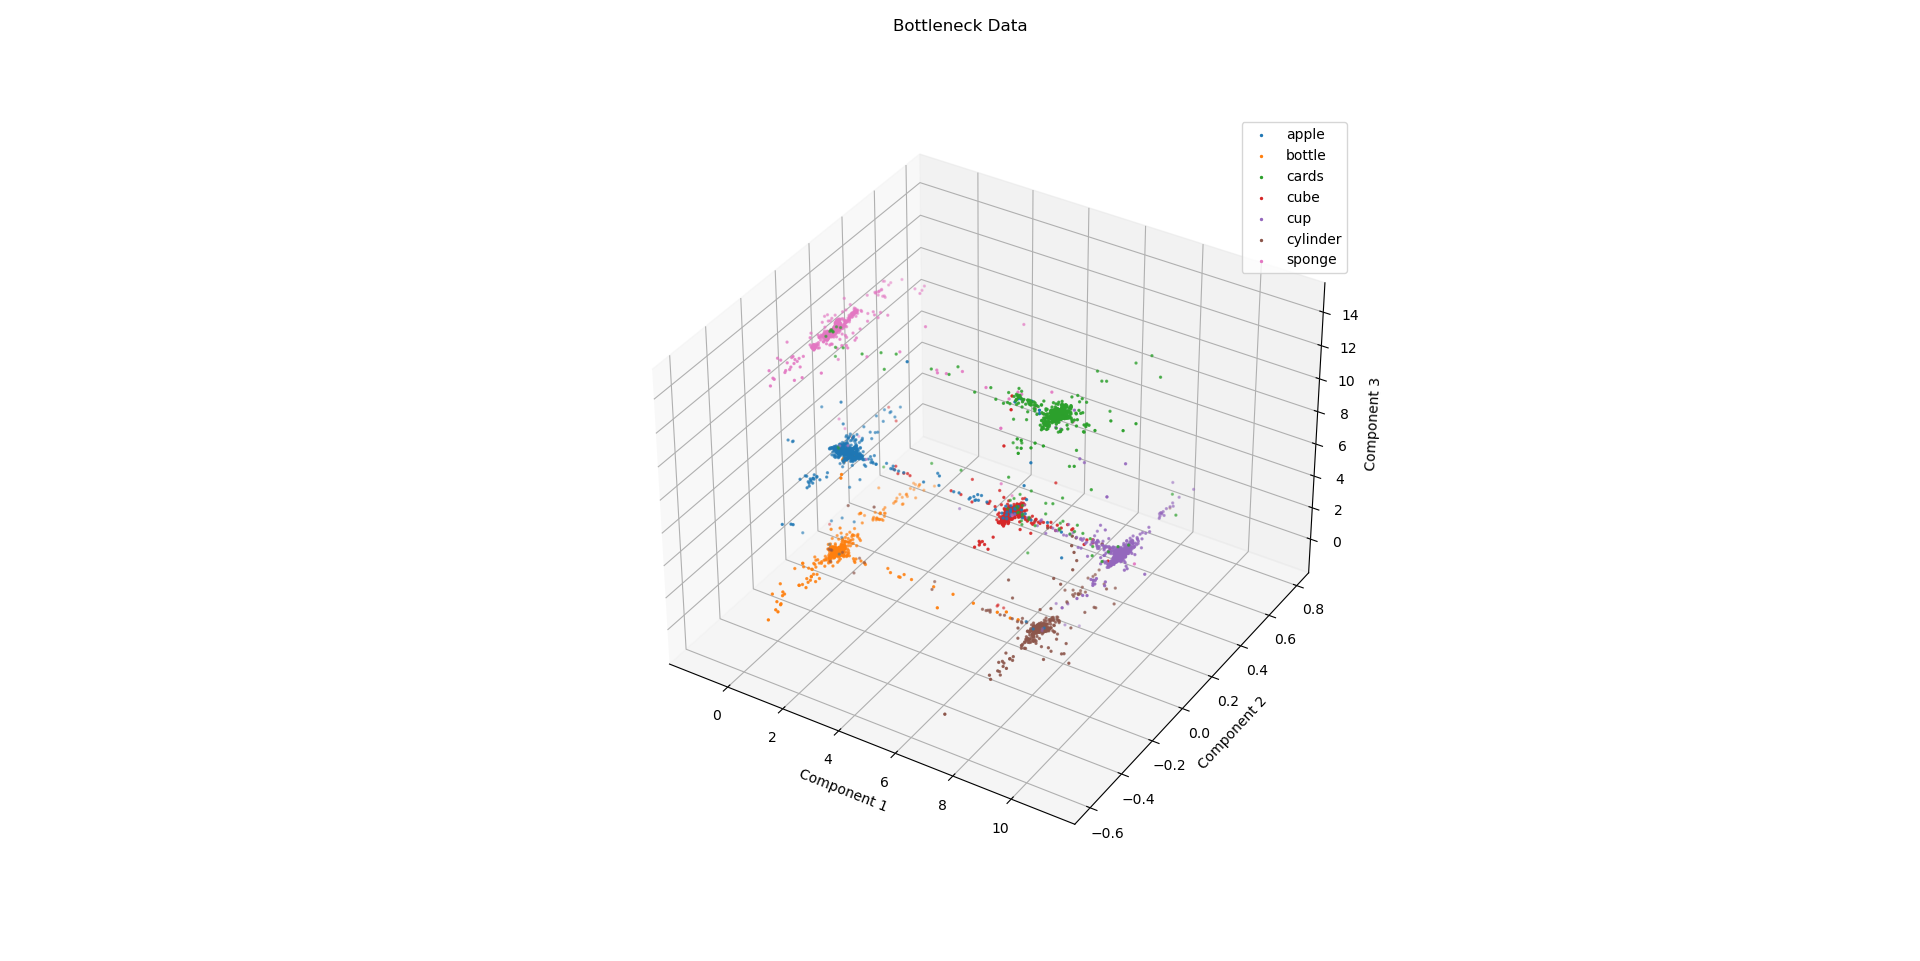 Bottleneck Data
apple
bottle
cards
cube
cup
cylinder
sponge
14
12
10
8
6
4
2
0
Component 3
0.8
0.6
0.4
0.2
0.0
−0.2
−0.4
−0.6
Component 2
0
2
4
6
8
10
Component 1